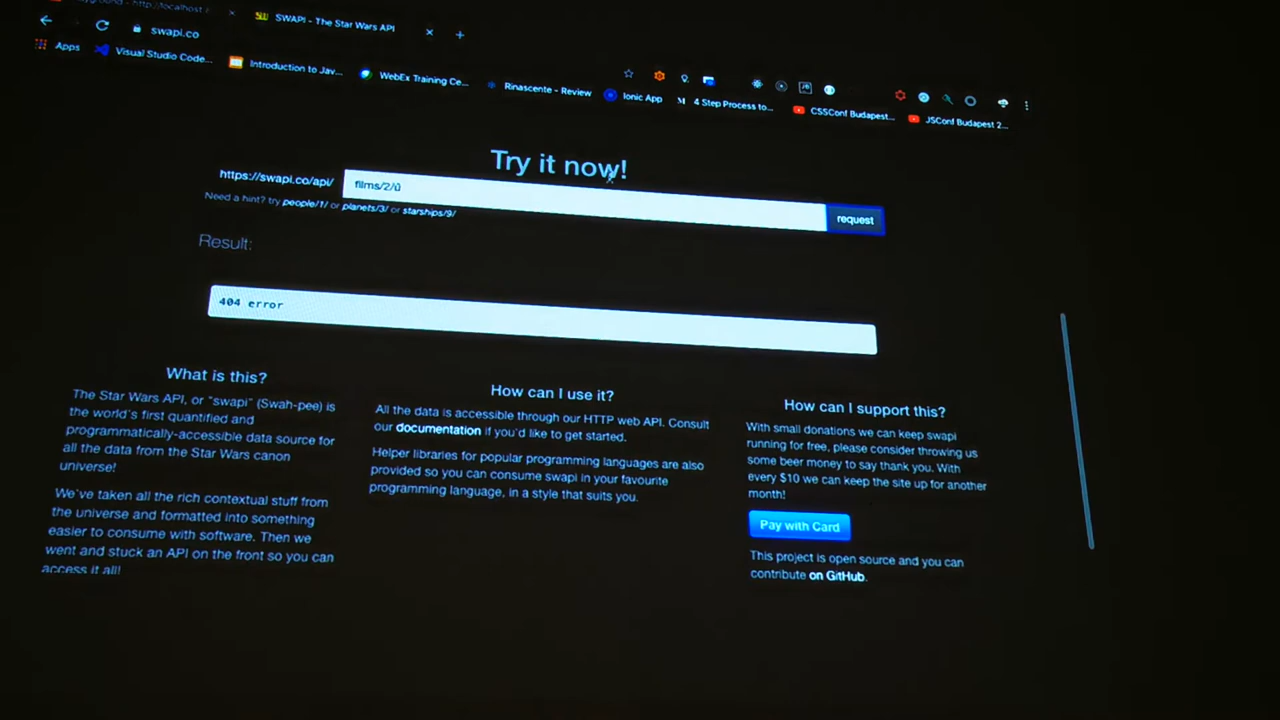 SWAPI - The Star Wars API
swapi.co
Apps
Visual Studio Code...
Introduction to Jav...
WebEx Training Ce...
Rinascente - Review
Ionic App
M 4 Step Process to...
CSSConf Budapest...
JSConf Budapest 2...
Try it now!
https://swapi.co/api/
films/2/û
request
Need a hint? try people/1/ or planets/3/ or starships/9/
Result:
404 error
What is this?
The Star Wars API, or "swapi" (Swah-pee) is
the world's first quantified and
programmatically-accessible data source for
all the data from the Star Wars canon
universe!
We've taken all the rich contextual stuff from
the universe and formatted into something
easier to consume with software. Then we
went and stuck an API on the front so you can
access it all!
How can I use it?
All the data is accessible through our HTTP web API. Consult
our documentation if you'd like to get started.
Helper libraries for popular programming languages are also
provided so you can consume swapi in your favourite
programming language, in a style that suits you.
How can I support this?
With small donations we can keep swapi
running for free, please consider throwing us
some beer money to say thank you. With
every $10 we can keep the site up for another
month!
Pay with Card
This project is open source and you can
contribute on GitHub.